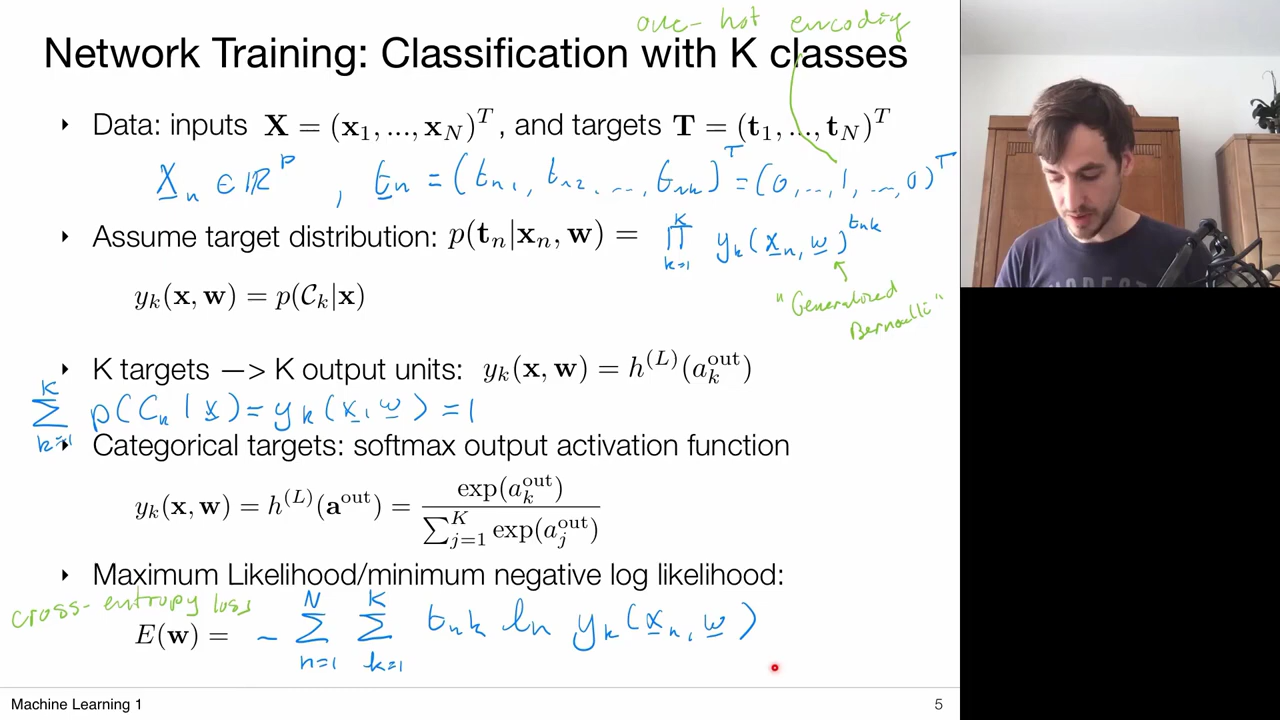 one-hot encoding
Network Training: Classification with K classes
‣ Data: inputs X = (x₁, ..., x_N)ᵀ, and targets T = (t₁, ..., t_N)ᵀ
x_n ∈ ℝᴰ, t_n = (t_n1, t_n2, ..., t_nK)ᵀ = (0, .., 1, .., 0)ᵀ
‣ Assume target distribution: p(t_n|x_n, w) = ∏_{k=1}^{K} y_k(x_n, w)^{t_nk}
y_k(x, w) = p(C_k|x)
"Generalized
Bernoulli"
‣ K targets —> K output units: y_k(x, w) = h^(L)(a_k^out)
∑_{k=1}^{K} p(C_k | x) = y_k(x, w) = 1
‣ Categorical targets: softmax output activation function
y_k(x, w) = h^(L)(a^out) = exp(a_k^out) / ∑_{j=1}^{K} exp(a_j^out)
‣ Maximum Likelihood/minimum negative log likelihood:
cross-entropy loss
E(w) = - ∑_{n=1}^{N} ∑_{k=1}^{K} t_nk ln y_k(x_n, w)
Machine Learning 1
5